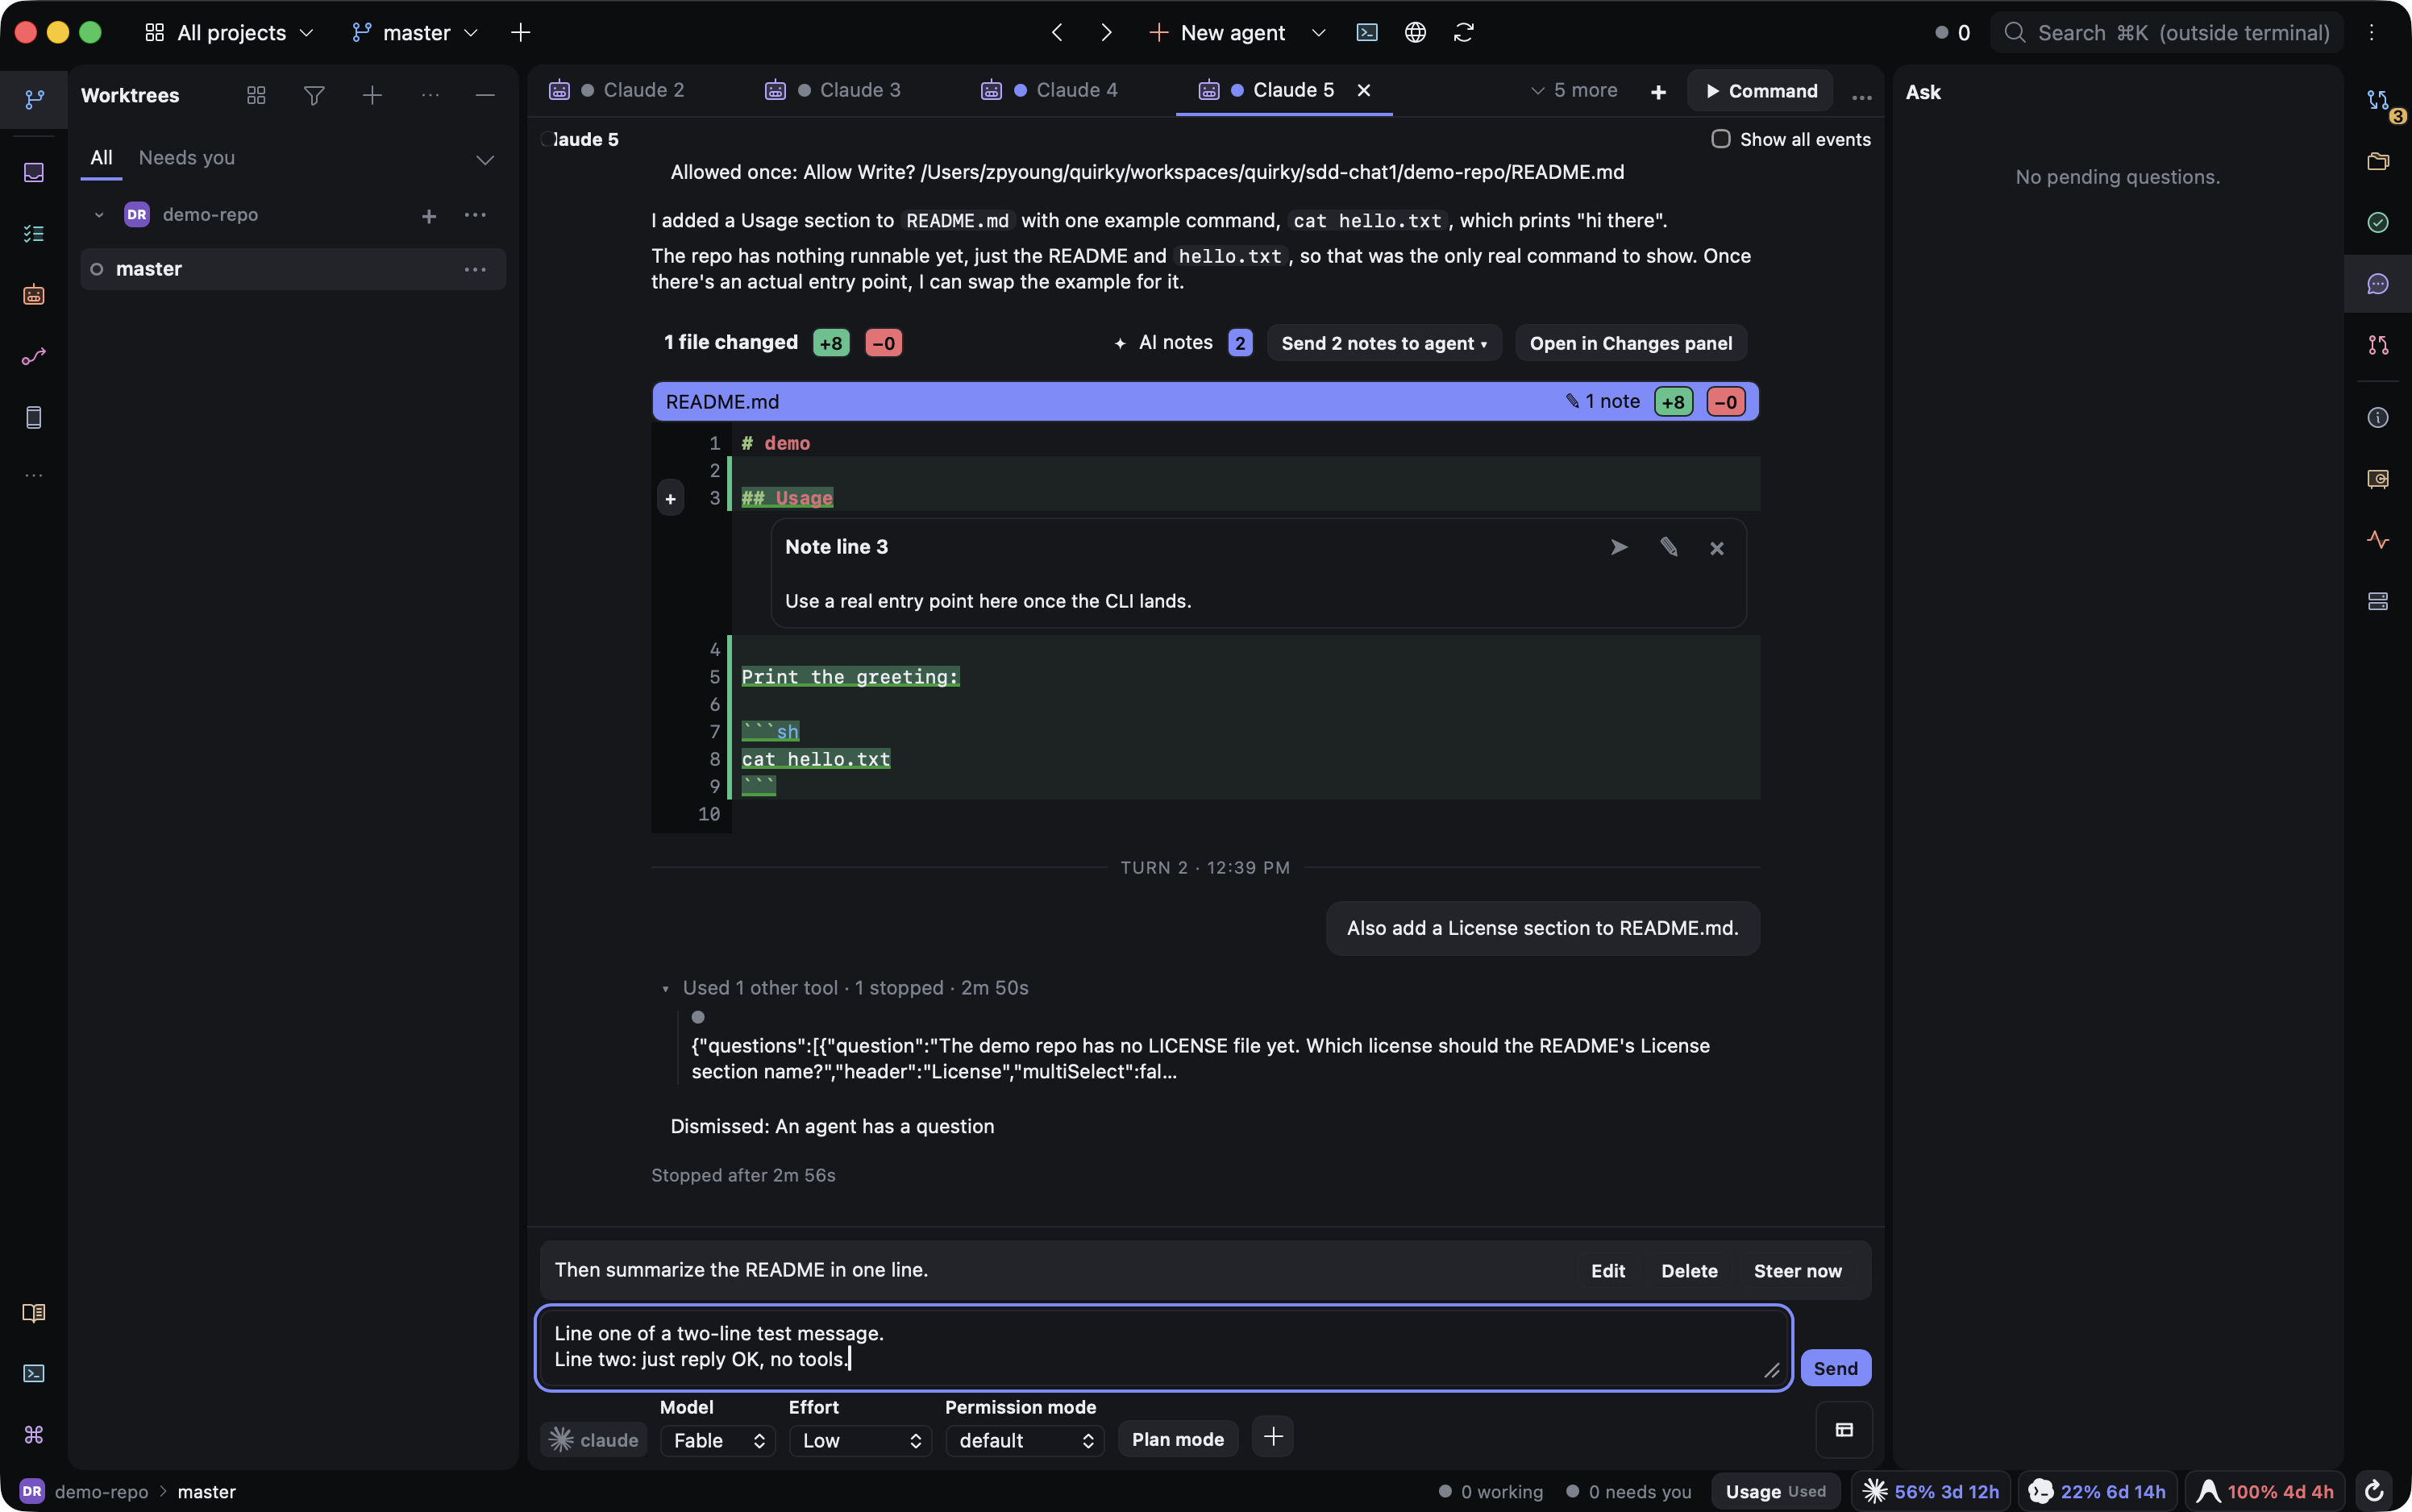 All projects
master
New agent
0
Search ⌘K (outside terminal)
Worktrees
All
Needs you
DR
demo-repo
master
Claude 2
Claude 3
Claude 4
Claude 5
5 more
Command
laude 5
Show all events
Allowed once: Allow Write? /Users/zpyoung/quirky/workspaces/quirky/sdd-chat1/demo-repo/README.md
I added a Usage section to README.md with one example command, cat hello.txt, which prints "hi there".
The repo has nothing runnable yet, just the README and hello.txt, so that was the only real command to show. Once
there's an actual entry point, I can swap the example for it.
1 file changed +8 −0
AI notes 2
Send 2 notes to agent
Open in Changes panel
README.md
1 note +8 −0
1 # demo
2
3 ## Usage
Note line 3
Use a real entry point here once the CLI lands.
4
5 Print the greeting:
6
7 ```sh
8 cat hello.txt
9 ```
10
TURN 2 · 12:39 PM
Also add a License section to README.md.
Used 1 other tool · 1 stopped · 2m 50s
{"questions":[{"question":"The demo repo has no LICENSE file yet. Which license should the README's License
section name?","header":"License","multiSelect":fal...
Dismissed: An agent has a question
Stopped after 2m 56s
Then summarize the README in one line.
Edit
Delete
Steer now
Line one of a two-line test message.
Line two: just reply OK, no tools.
Send
Model
Effort
Permission mode
claude
Fable
Low
default
Plan mode
Ask
No pending questions.
3
DR demo-repo > master
0 working
0 needs you
Usage Used
56% 3d 12h
22% 6d 14h
100% 4d 4h